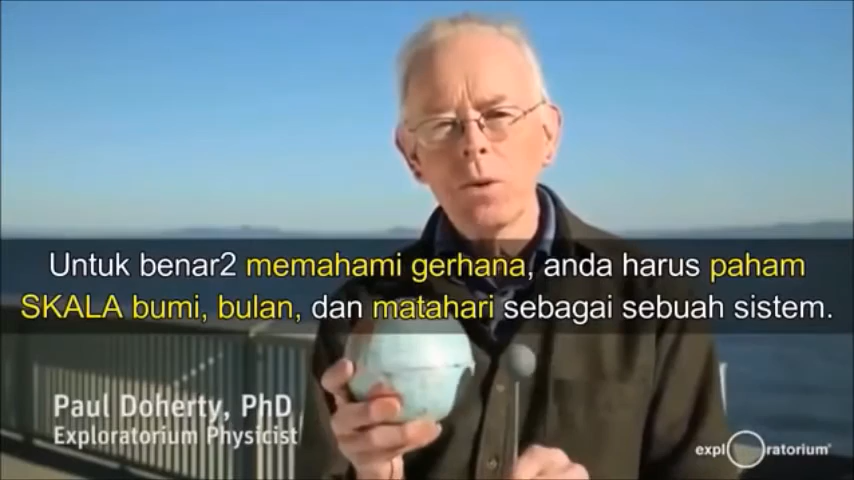 Untuk benar2 memahami gerhana, anda harus paham
SKALA bumi, bulan, dan matahari sebagai sebuah sistem.
Paul Doherty, PhD
Exploratorium Physicist
exploratorium®